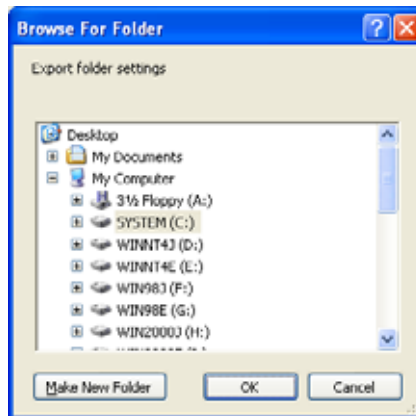 Browse For Folder
Export folder settings
Desktop
My Documents
My Computer
3½ Floppy (A:)
SYSTEM (C:)
WINNT4J (D:)
WINNT4E (E:)
WIN98J (F:)
WIN98E (G:)
WIN2000J (H:)
Make New Folder
OK
Cancel